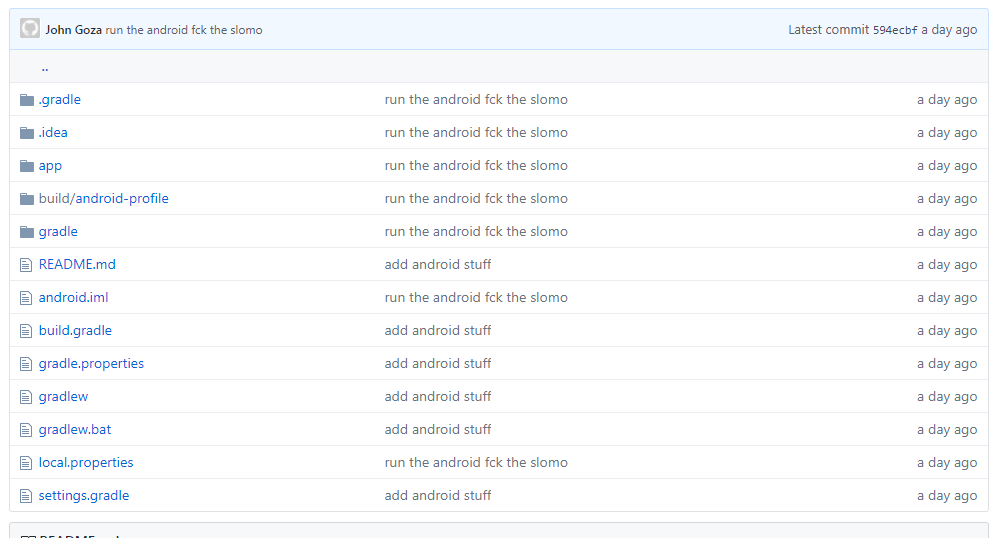 John Goza run the android fck the slomo Latest commit 594ecbf a day ago
..
.gradle run the android fck the slomo a day ago
.idea run the android fck the slomo a day ago
app run the android fck the slomo a day ago
build/android-profile run the android fck the slomo a day ago
gradle run the android fck the slomo a day ago
README.md add android stuff a day ago
android.iml run the android fck the slomo a day ago
build.gradle add android stuff a day ago
gradle.properties add android stuff a day ago
gradlew add android stuff a day ago
gradlew.bat add android stuff a day ago
local.properties run the android fck the slomo a day ago
settings.gradle add android stuff a day ago